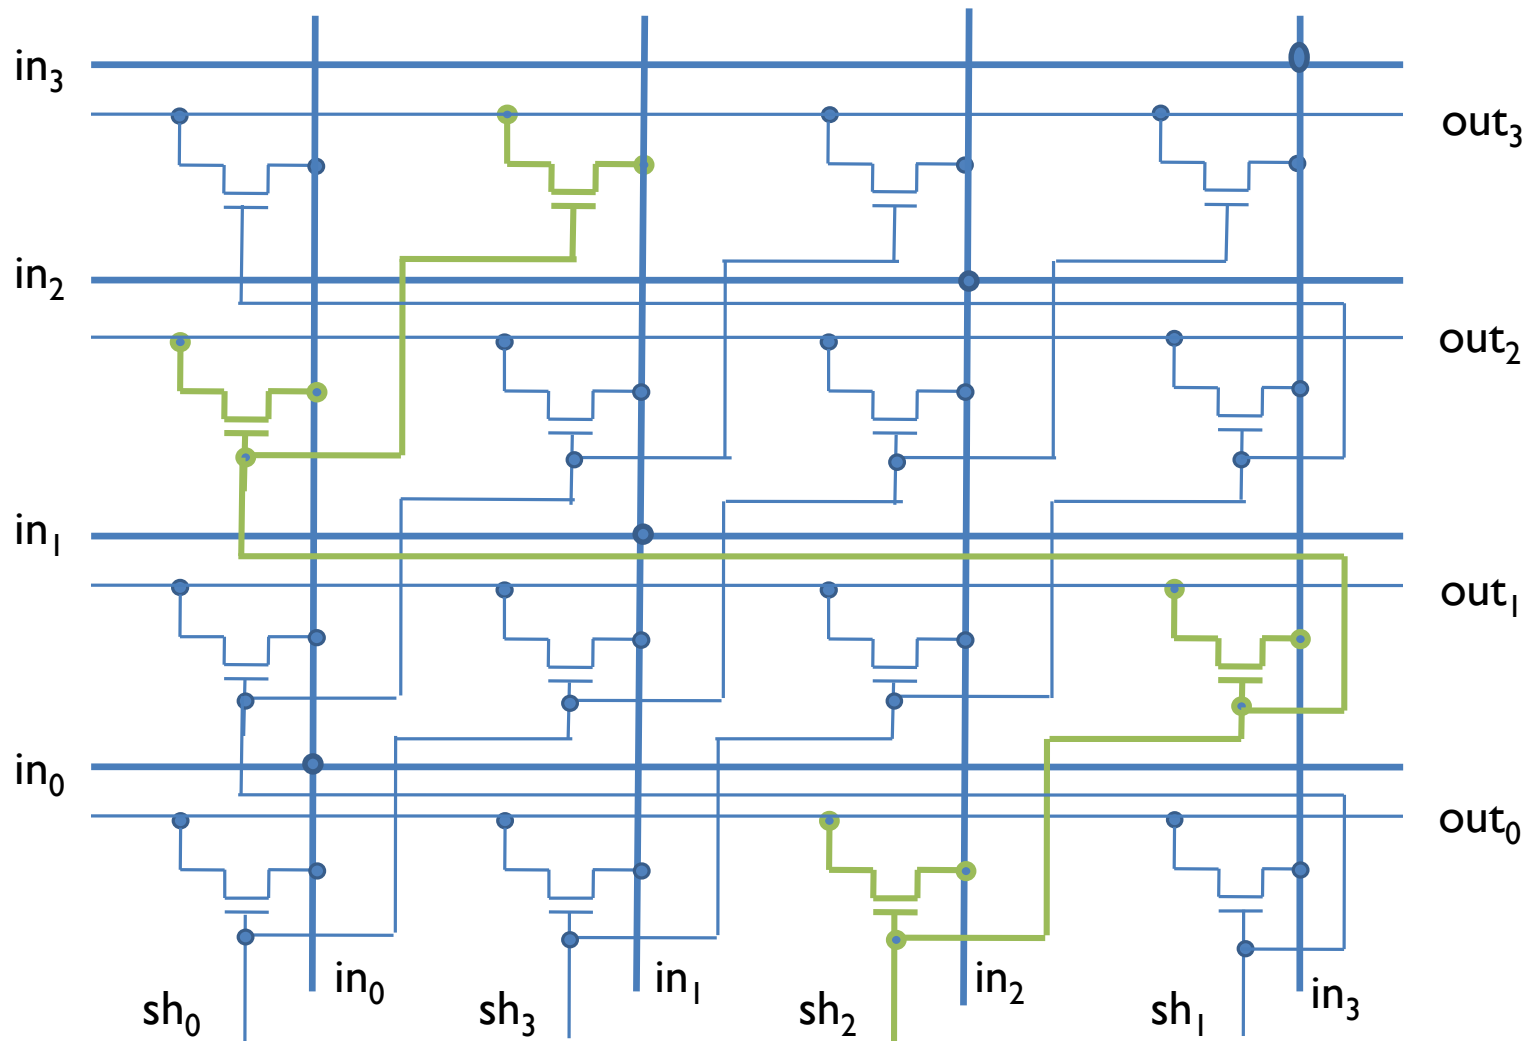 in₃
out₃
in₂
out₂
in₁
out₁
in₀
out₀
sh₀
in₀
sh₃
in₁
sh₂
in₂
sh₁
in₃